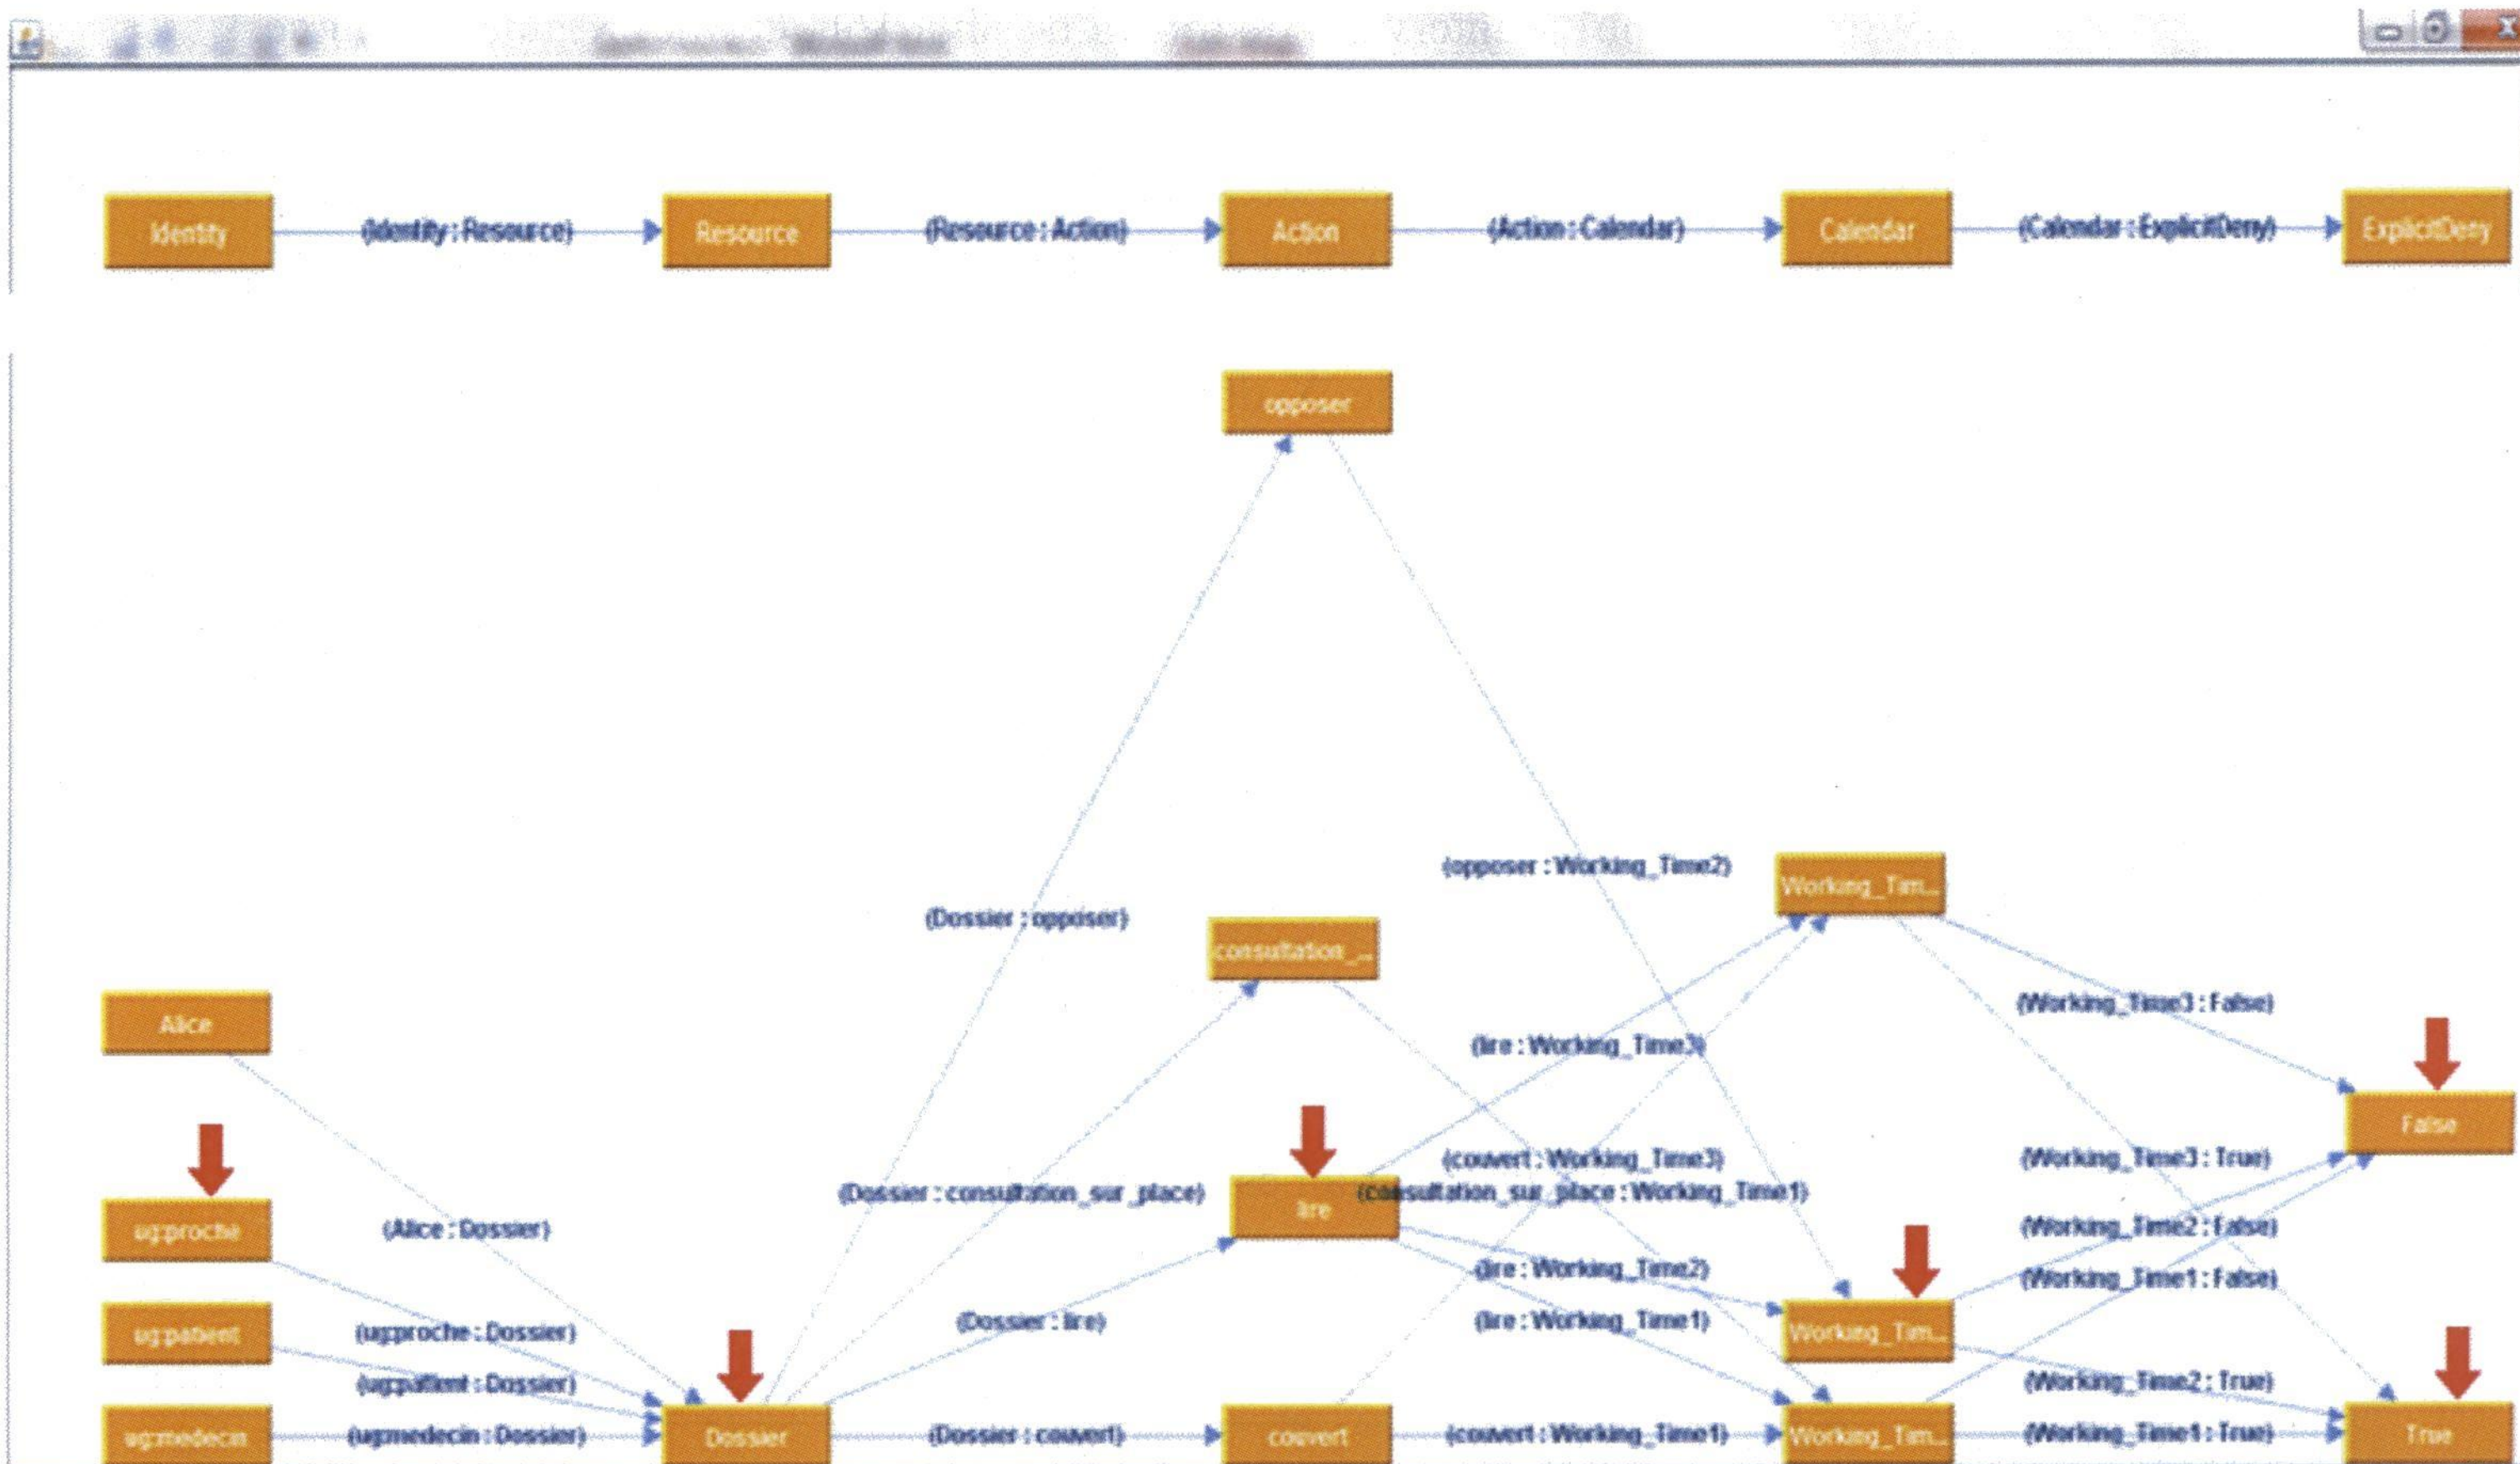 Identity (Identity:Resource) Resource (Resource:Action) Action (Action:Calendar) Calendar (Calendar:ExplicitDeny) ExplicitDeny
opposer
(opposer:Working_Time2)
Working_Tim...
(Dossier:opposer)
consultation_...
(Working_Time3:False)
Alice
(lire:Working_Time3)
False
(couvert:Working_Time3)
(Working_Time3:True)
(Dossier:consultation_sur_place)
(consultation_sur_place:Working_Time1)
lire
ug:proche
(Alice:Dossier)
(Working_Time2:False)
(lire:Working_Time2)
(Working_Time1:False)
(Dossier:lire)
(lire:Working_Time1)
ug:patient
(ug:proche:Dossier)
Working_Tim...
(ug:patient:Dossier)
(Working_Time2:True)
ug:medecin (ug:medecin:Dossier) Dossier (Dossier:couvert) couvert (couvert:Working_Time1) Working_Tim... (Working_Time1:True) True